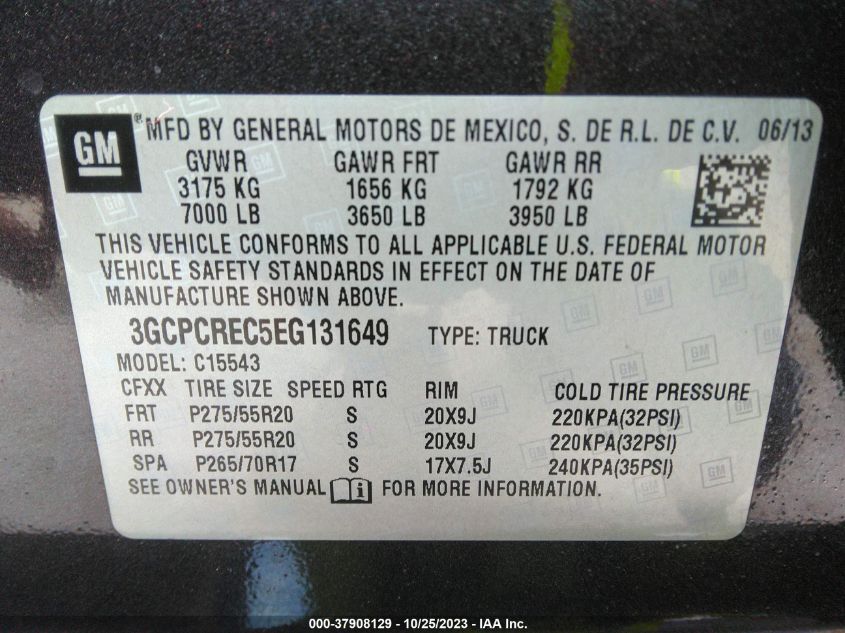 GM ® MFD BY GENERAL MOTORS DE MEXICO, S. DE R.L. DE C.V. 06/13
GVWR GAWR FRT GAWR RR
3175 KG 1656 KG 1792 KG
7000 LB 3650 LB 3950 LB
THIS VEHICLE CONFORMS TO ALL APPLICABLE U.S. FEDERAL MOTOR
VEHICLE SAFETY STANDARDS IN EFFECT ON THE DATE OF
MANUFACTURE SHOWN ABOVE.
3GCPCREC5EG131649 TYPE: TRUCK
MODEL: C15543
CFXX TIRE SIZE SPEED RTG RIM COLD TIRE PRESSURE
FRT P275/55R20 S 20X9J 220KPA(32PSI)
RR P275/55R20 S 20X9J 220KPA(32PSI)
SPA P265/70R17 S 17X7.5J 240KPA(35PSI)
SEE OWNER'S MANUAL i FOR MORE INFORMATION.
000-37908129 - 10/25/2023 - IAA Inc.